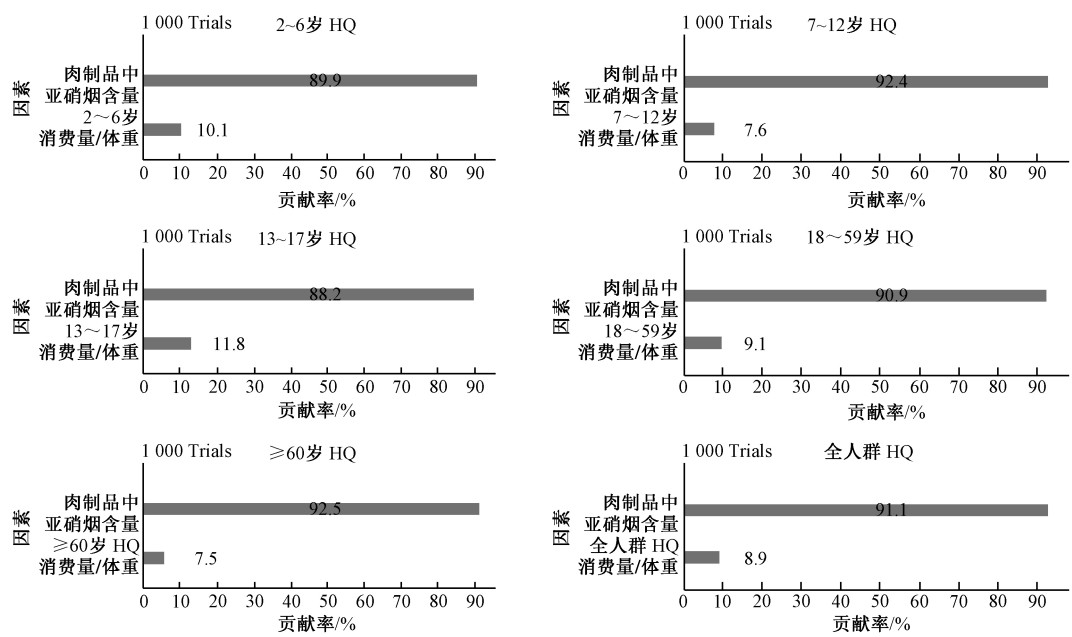 1 000 Trials 2~6岁 HQ
因素
肉制品中
亚硝烟含量
89.9
2～6岁
消费量/体重
10.1
0 10 20 30 40 50 60 70 80 90
贡献率/%
1 000 Trials 7~12岁 HQ
因素
肉制品中
亚硝烟含量
92.4
7～12岁
消费量/体重
7.6
0 10 20 30 40 50 60 70 80 90
贡献率/%
1 000 Trials 13~17岁 HQ
因素
肉制品中
亚硝烟含量
88.2
13～17岁
消费量/体重
11.8
0 10 20 30 40 50 60 70 80 90
贡献率/%
1 000 Trials 18～59岁 HQ
因素
肉制品中
亚硝烟含量
90.9
18～59岁
消费量/体重
9.1
0 10 20 30 40 50 60 70 80 90
贡献率/%
1 000 Trials ≥60岁 HQ
因素
肉制品中
亚硝烟含量
92.5
≥60岁 HQ
消费量/体重
7.5
0 10 20 30 40 50 60 70 80 90
贡献率/%
1 000 Trials 全人群 HQ
因素
肉制品中
亚硝烟含量
91.1
全人群 HQ
消费量/体重
8.9
0 10 20 30 40 50 60 70 80 90
贡献率/%